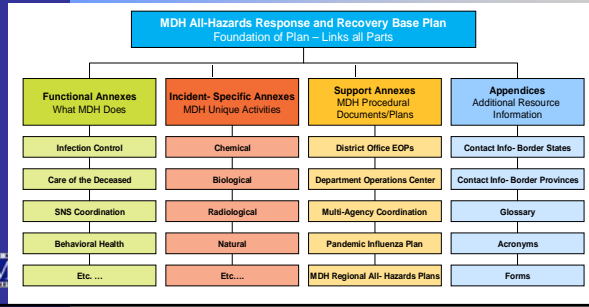 MDH All-Hazards Response and Recovery Base Plan
Foundation of Plan – Links all Parts
Functional Annexes
What MDH Does
Infection Control
Care of the Deceased
SNS Coordination
Behavioral Health
Etc. …
Incident- Specific Annexes
MDH Unique Activities
Chemical
Biological
Radiological
Natural
Etc....
Support Annexes
MDH Procedural
Documents/Plans
District Office EOPs
Department Operations Center
Multi-Agency Coordination
Pandemic Influenza Plan
MDH Regional All- Hazards Plans
Appendices
Additional Resource
Information
Contact Info- Border States
Contact Info- Border Provinces
Glossary
Acronyms
Forms